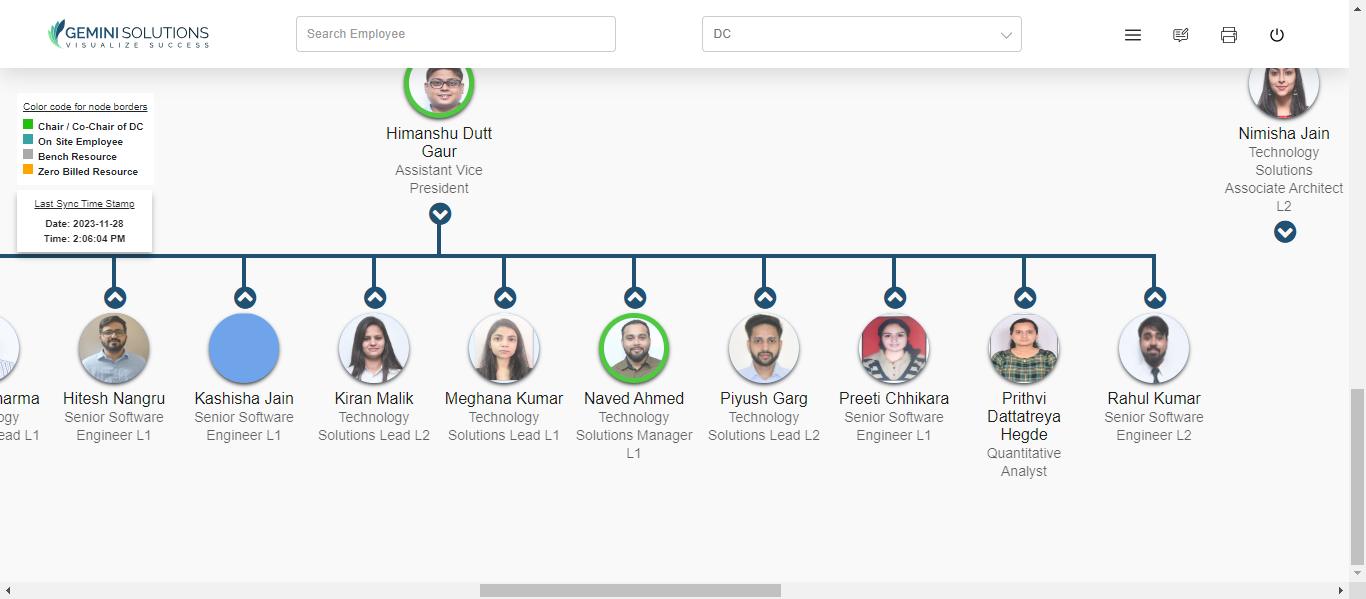 GEMINI SOLUTIONS
VISUALIZE SUCCESS
Search Employee
DC
Color code for node borders
Chair / Co-Chair of DC
On Site Employee
Bench Resource
Zero Billed Resource
Last Sync Time Stamp
Date: 2023-11-28
Time: 2:06:04 PM
Himanshu Dutt
Gaur
Assistant Vice
President
Nimisha Jain
Technology
Solutions
Associate Architect
L2
arma
ogy
ead L1
Hitesh Nangru
Senior Software
Engineer L1
Kashisha Jain
Senior Software
Engineer L1
Kiran Malik
Technology
Solutions Lead L2
Meghana Kumar
Technology
Solutions Lead L1
Naved Ahmed
Technology
Solutions Manager
L1
Piyush Garg
Technology
Solutions Lead L2
Preeti Chhikara
Senior Software
Engineer L1
Prithvi
Dattatreya
Hegde
Quantitative
Analyst
Rahul Kumar
Senior Software
Engineer L2